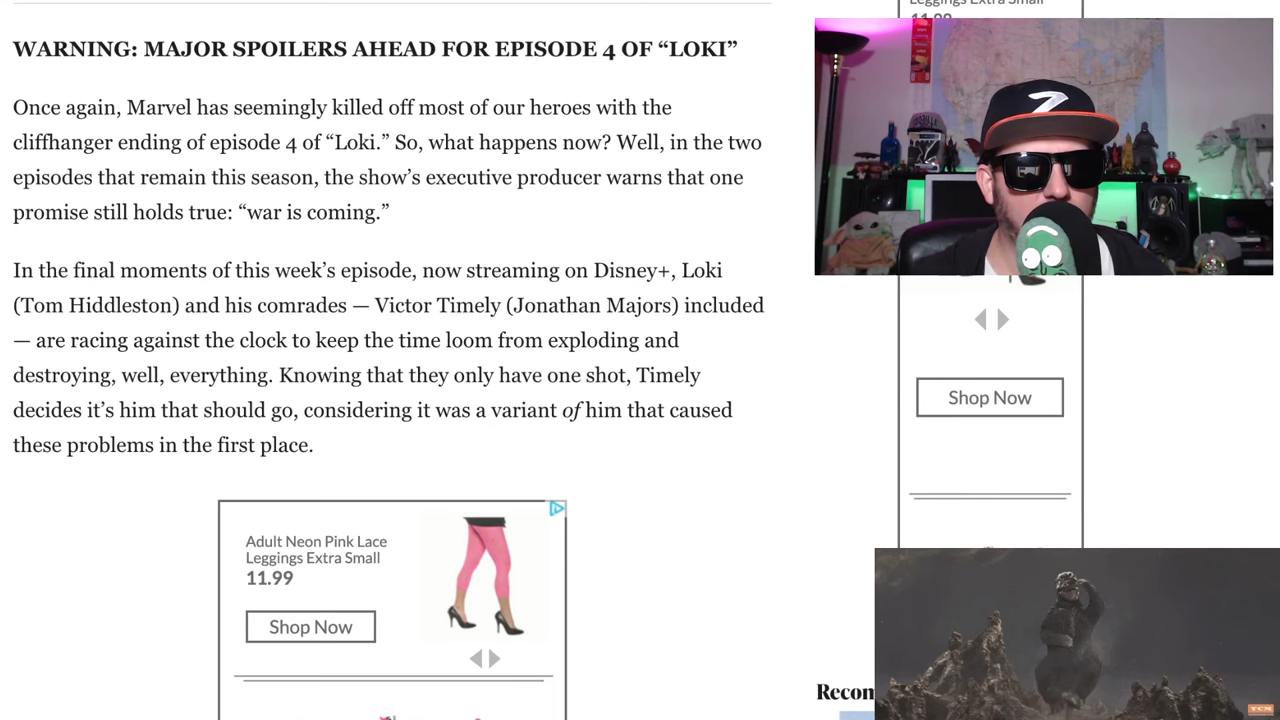 Leggings Extra Small
11.99
WARNING: MAJOR SPOILERS AHEAD FOR EPISODE 4 OF “LOKI”
Once again, Marvel has seemingly killed off most of our heroes with the
cliffhanger ending of episode 4 of “Loki.” So, what happens now? Well, in the two
episodes that remain this season, the show’s executive producer warns that one
promise still holds true: “war is coming.”
In the final moments of this week’s episode, now streaming on Disney+, Loki
(Tom Hiddleston) and his comrades — Victor Timely (Jonathan Majors) included
— are racing against the clock to keep the time loom from exploding and
destroying, well, everything. Knowing that they only have one shot, Timely
decides it’s him that should go, considering it was a variant of him that caused
these problems in the first place.
Shop Now
Adult Neon Pink Lace
Leggings Extra Small
11.99
Shop Now
Recom
TCM